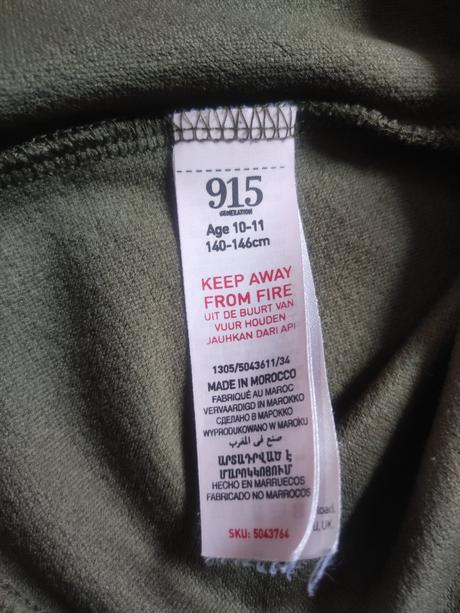 915
GENERATION
Age 10-11
140-146cm
KEEP AWAY
FROM FIRE
UIT DE BUURT VAN
VUUR HOUDEN
JAUHKAN DARI API
1305/5043611/34
MADE IN MOROCCO
FABRIQUÉ AU MAROC
VERVAARDIGD IN MAROKKO
СДЕЛАНО В МАРОККО
WYPRODUKOWANO W MAROKU
صنع في المغرب
ԱՐՏԱԴՐՎԱԾ Է
ՄԱՐՈԿԿՈՅՈՒՄ
HECHO EN MARRUECOS
FABRICADO NO MARROCOS
SKU: 5043764
UK